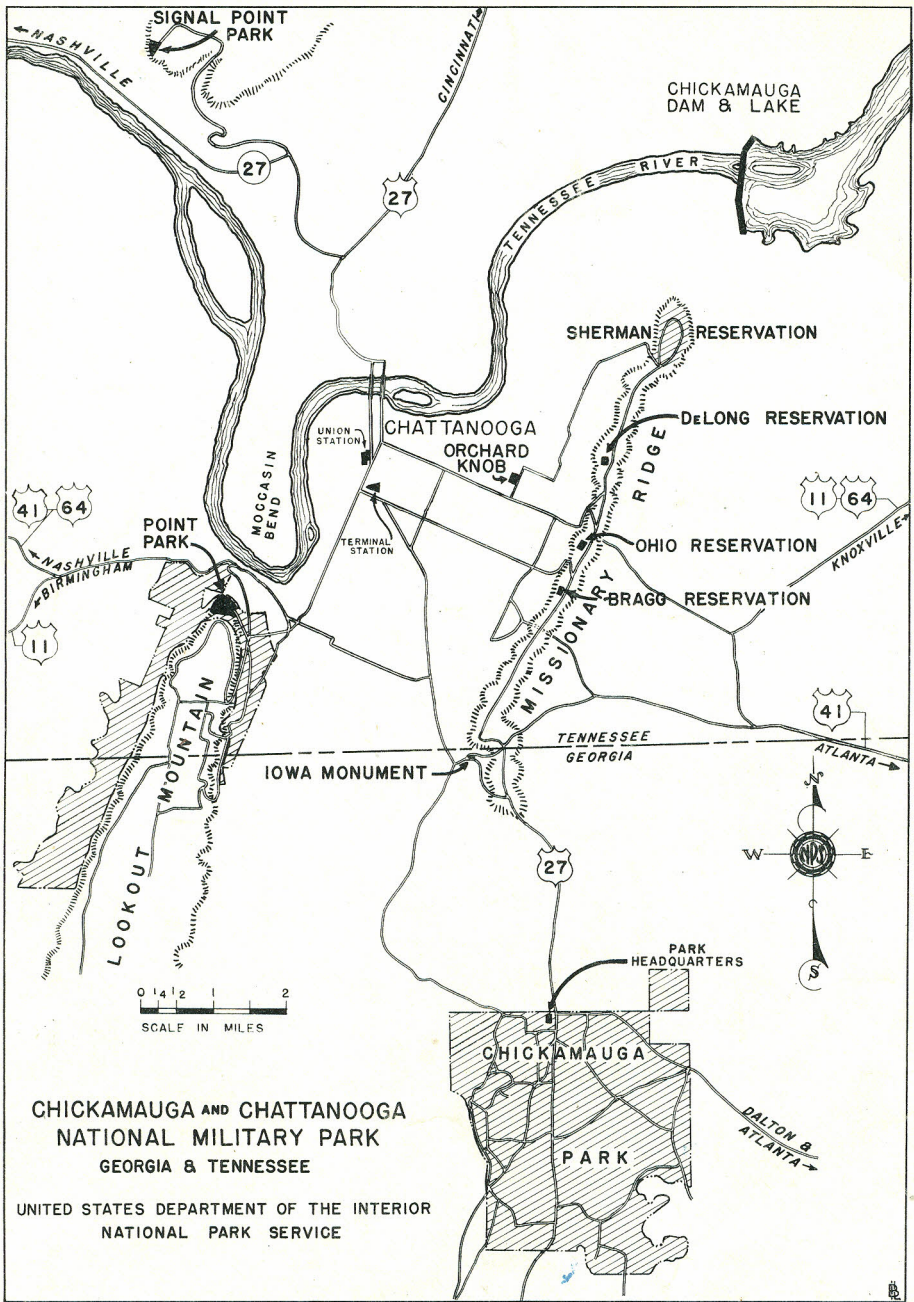 SIGNAL POINT
PARK
NASHVILLE
CINCINNATI
CHICKAMAUGA
DAM & LAKE
27
27
TENNESSEE RIVER
SHERMAN RESERVATION
DELONG RESERVATION
UNION
STATION
CHATTANOOGA
ORCHARD
KNOB
RIDGE
MOCCASIN
BEND
41
64
11
64
POINT
PARK
TERMINAL
STATION
OHIO RESERVATION
KNOXVILLE
NASHVILLE
BIRMINGHAM
BRAGG RESERVATION
11
MISSIONARY
41
TENNESSEE
GEORGIA
ATLANTA
IOWA MONUMENT
LOOKOUT MOUNTAIN
N
W
NPS
E
S
27
PARK
HEADQUARTERS
0 1/4 1/2 1 2
SCALE IN MILES
CHICKAMAUGA
PARK
DALTON &
ATLANTA
CHICKAMAUGA AND CHATTANOOGA
NATIONAL MILITARY PARK
GEORGIA & TENNESSEE
UNITED STATES DEPARTMENT OF THE INTERIOR
NATIONAL PARK SERVICE